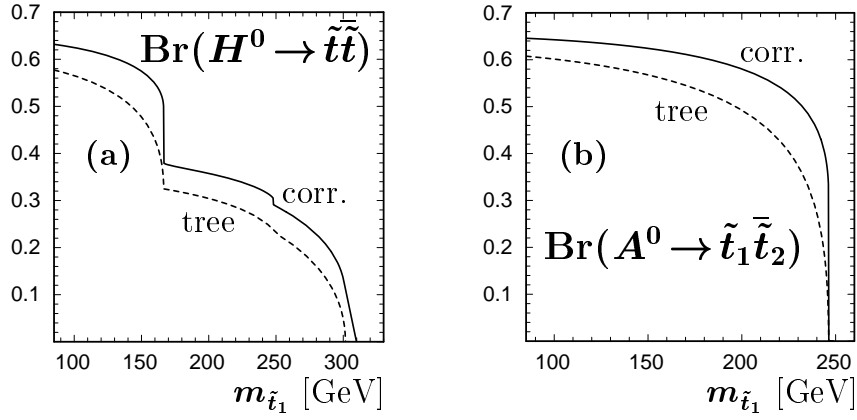 0.7
0.6
0.5
0.4
0.3
0.2
0.1
Br(H⁰ → t̃ t̃̄)
(a)
corr.
tree
100 150 200 250 300
m_t̃₁ [GeV]
0.7
0.6
0.5
0.4
0.3
0.2
0.1
corr.
tree
(b)
Br(A⁰ → t̃₁ t̃̄₂)
100 150 200 250
m_t̃₁ [GeV]